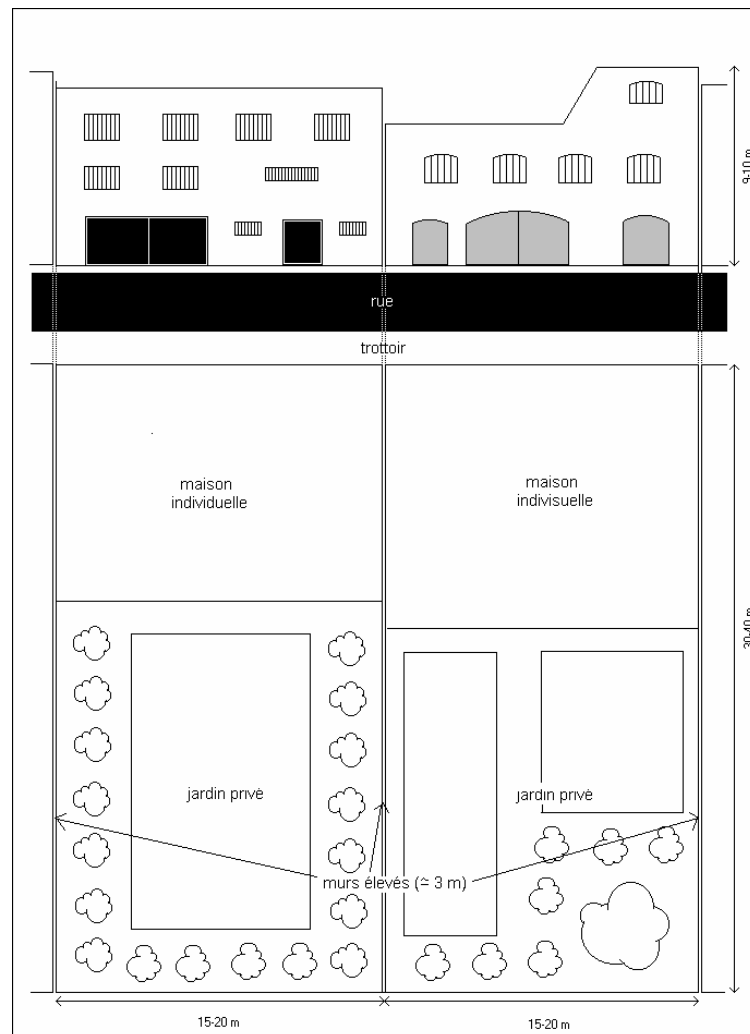 9-10 m
rue
trottoir
maison
individuelle
maison
indivisuelle
30-40 m
jardin privé
jardin privé
murs élevés (≃ 3 m)
15-20 m
15-20 m